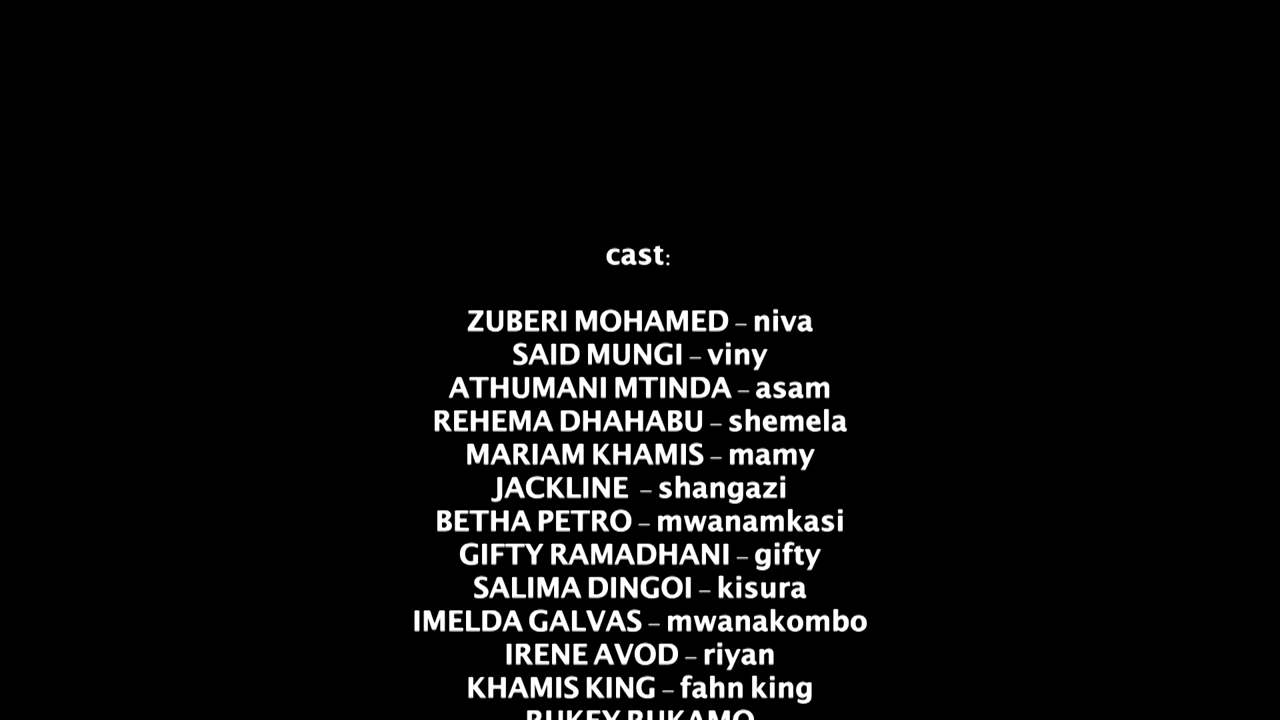 cast:
ZUBERI MOHAMED – niva
SAID MUNGI – viny
ATHUMANI MTINDA – asam
REHEMA DHAHABU – shemela
MARIAM KHAMIS – mamy
JACKLINE – shangazi
BETHA PETRO – mwanamkasi
GIFTY RAMADHANI – gifty
SALIMA DINGOI – kisura
IMELDA GALVAS – mwanakombo
IRENE AVOD – riyan
KHAMIS KING – fahn king